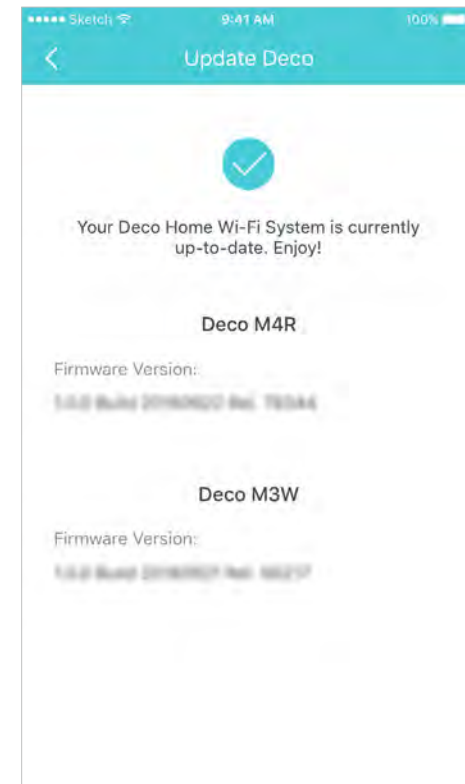 Sketch 9:41 AM 100%
Update Deco
Your Deco Home Wi-Fi System is currently
up-to-date. Enjoy!
Deco M4R
Firmware Version:
Deco M3W
Firmware Version: